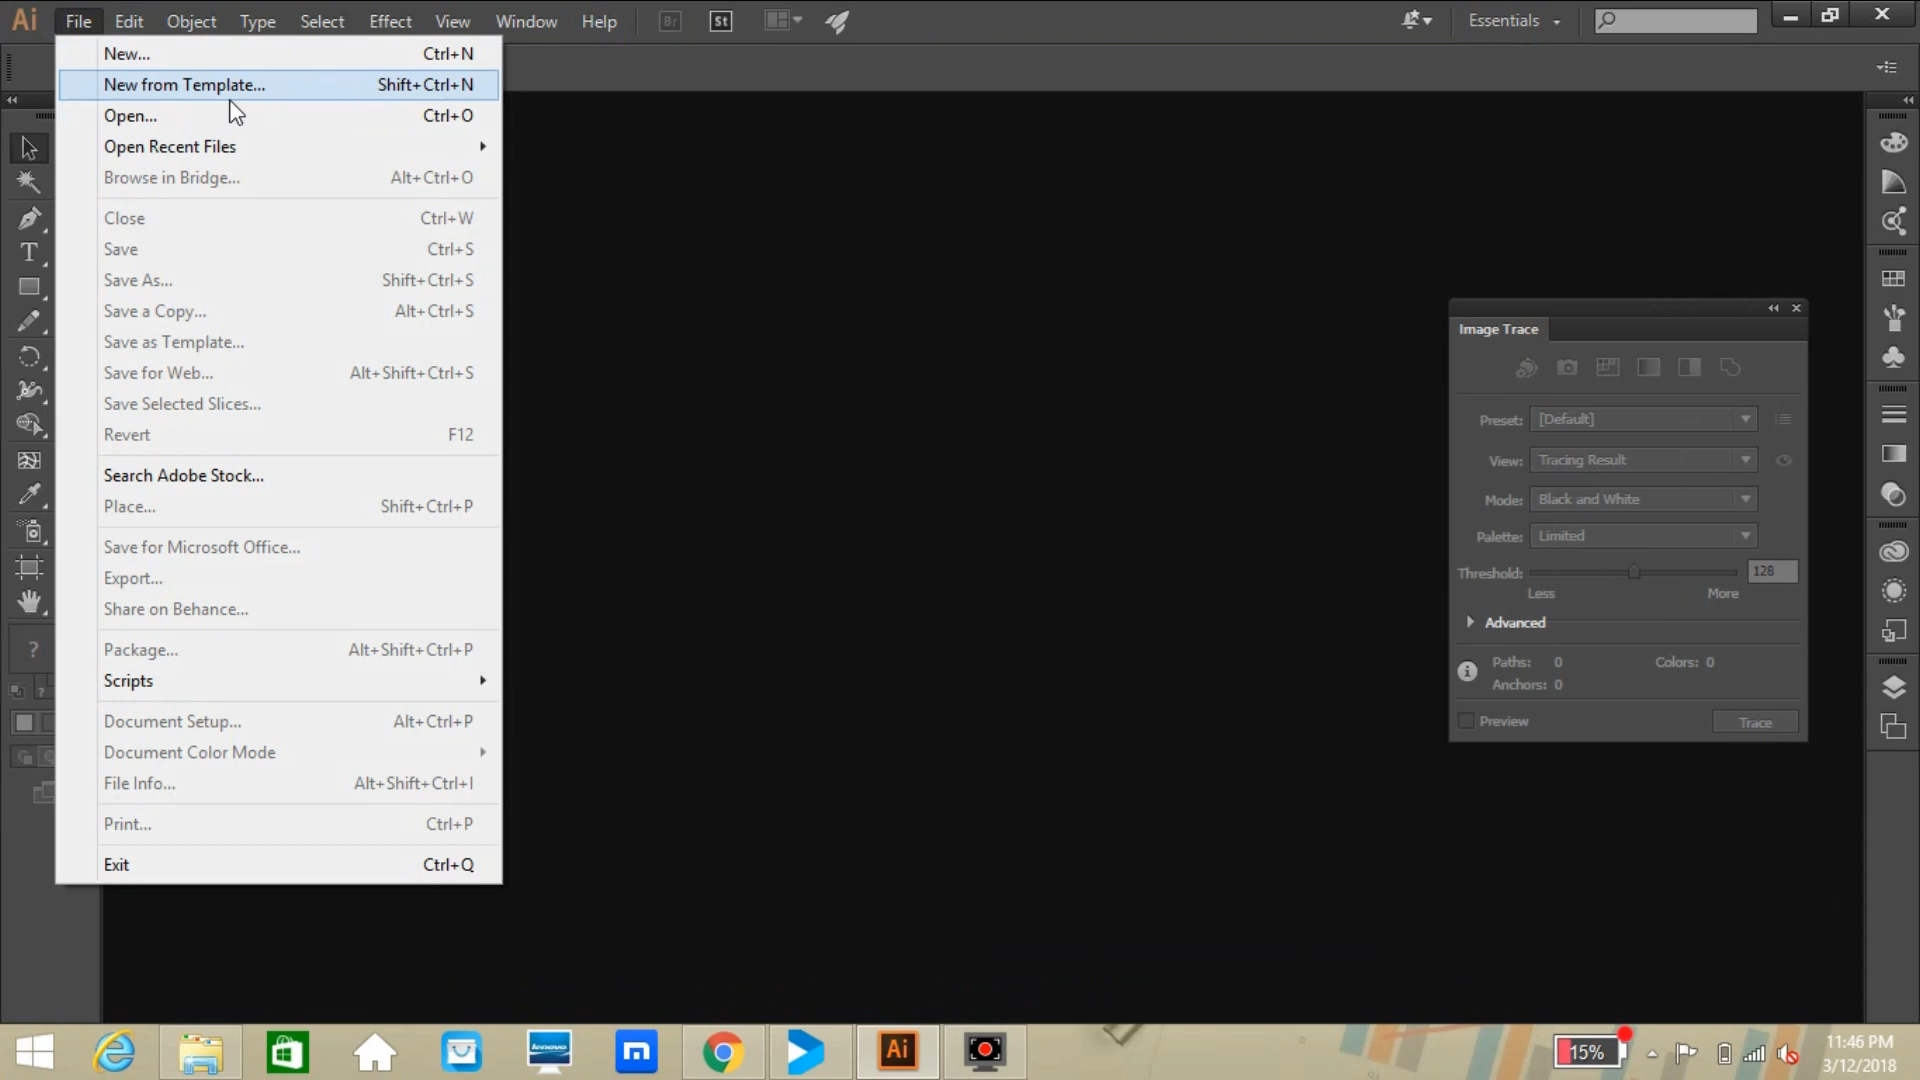 Ai File Edit Object Type Select Effect View Window Help Br St Essentials
New... Ctrl+N
New from Template... Shift+Ctrl+N
Open... Ctrl+O
Open Recent Files
Browse in Bridge... Alt+Ctrl+O
Close Ctrl+W
Save Ctrl+S
Save As... Shift+Ctrl+S
Save a Copy... Alt+Ctrl+S
Save as Template...
Save for Web... Alt+Shift+Ctrl+S
Save Selected Slices...
Revert F12
Search Adobe Stock...
Place... Shift+Ctrl+P
Save for Microsoft Office...
Export...
Share on Behance...
Package... Alt+Shift+Ctrl+P
Scripts
Document Setup... Alt+Ctrl+P
Document Color Mode
File Info... Alt+Shift+Ctrl+I
Print... Ctrl+P
Exit Ctrl+Q
T
?
?
Image Trace
Preset: [Default]
View: Tracing Result
Mode: Black and White
Palette: Limited
Threshold: 128
Less More
Advanced
Paths: 0 Colors: 0
Anchors: 0
Preview Trace
lenovo
m
Ai
15%
11:46 PM
3/12/2018